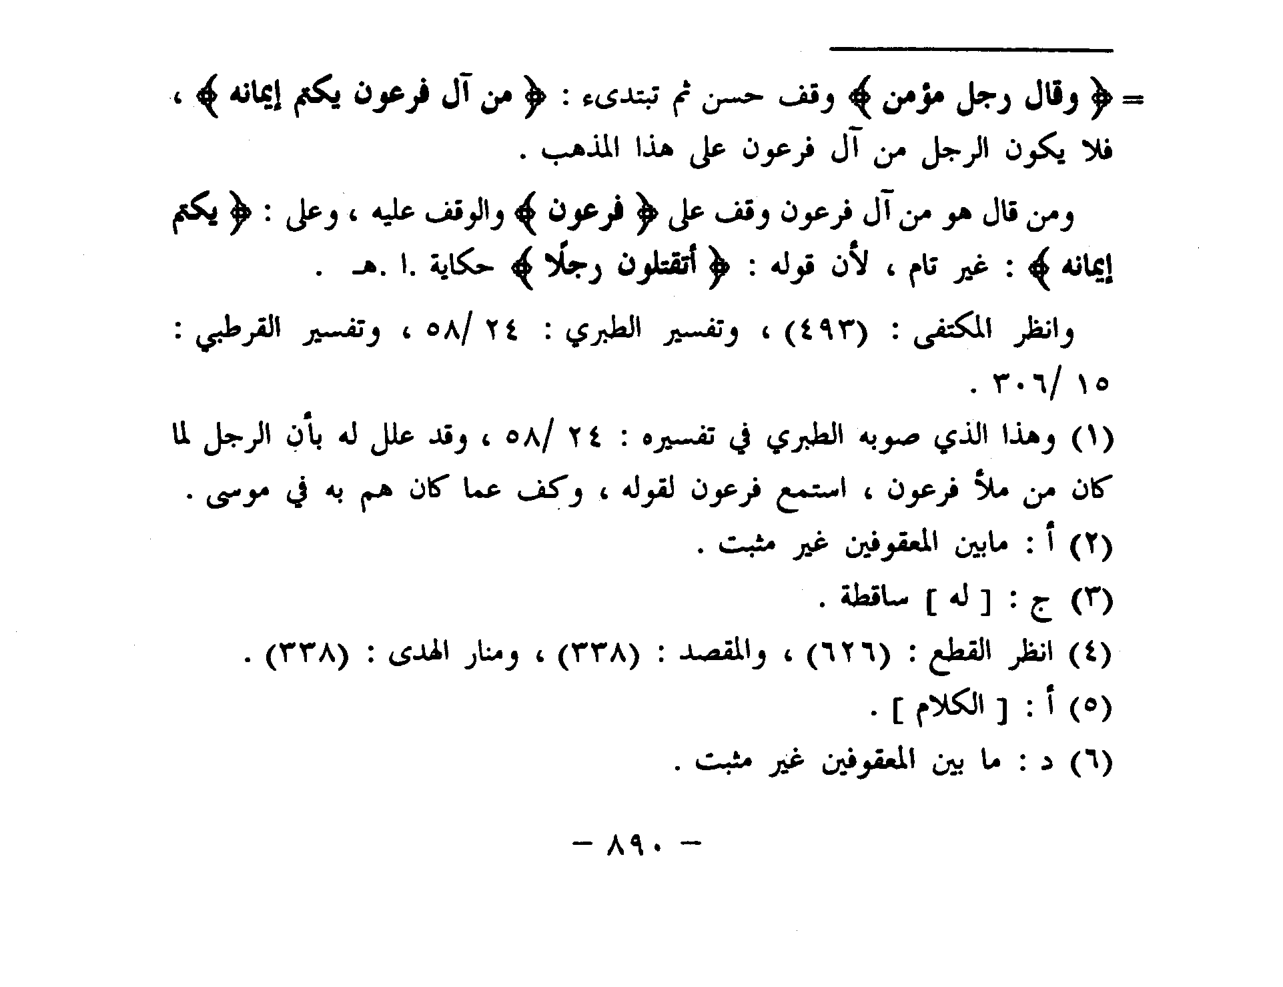 = ﴿ وقال رجل مؤمن ﴾ وقف حسن ثم تبتدىء : ﴿ من آل فرعون يكتم إيمانه ﴾ ،
فلا يكون الرجل من آل فرعون على هذا المذهب .
ومن قال هو من آل فرعون وقف على ﴿ فرعون ﴾ والوقف عليه ، وعلى : ﴿ يكتم
إيمانه ﴾ : غير تام ، لأن قوله : ﴿ أتقتلون رجلًا ﴾ حكاية .ا .هـ .
وانظر المكتفى : (٤٩٣) ، وتفسير الطبري : ٢٤ /٥٨ ، وتفسير القرطبي :
١٥ /٣٠٦ .
(١) وهذا الذي صوبه الطبري في تفسيره : ٢٤ /٥٨ ، وقد علل له بأن الرجل لما
كان من ملأ فرعون ، استمع فرعون لقوله ، وكف عما كان هم به في موسى .
(٢) أ : مابين المعقوفين غير مثبت .
(٣) ج : [ له ] ساقطة .
(٤) انظر القطع : (٦٢٦) ، والمقصد : (٣٣٨) ، ومنار الهدى : (٣٣٨) .
(٥) أ : [ الكلام ] .
(٦) د : ما بين المعقوفين غير مثبت .
– ٨٩٠ –